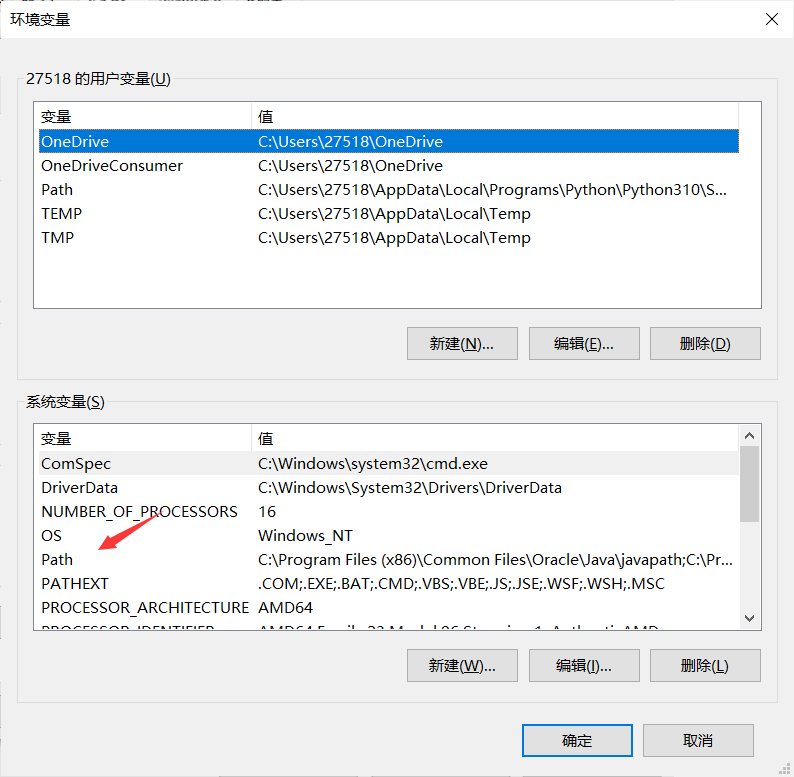 环境变量
27518 的用户变量(U)
变量 值
OneDrive C:\Users\27518\OneDrive
OneDriveConsumer C:\Users\27518\OneDrive
Path C:\Users\27518\AppData\Local\Programs\Python\Python310\S...
TEMP C:\Users\27518\AppData\Local\Temp
TMP C:\Users\27518\AppData\Local\Temp
新建(N)... 编辑(E)... 删除(D)
系统变量(S)
变量 值
ComSpec C:\Windows\system32\cmd.exe
DriverData C:\Windows\System32\Drivers\DriverData
NUMBER_OF_PROCESSORS 16
OS Windows_NT
Path C:\Program Files (x86)\Common Files\Oracle\Java\javapath;C:\Pr...
PATHEXT .COM;.EXE;.BAT;.CMD;.VBS;.VBE;.JS;.JSE;.WSF;.WSH;.MSC
PROCESSOR_ARCHITECTURE AMD64
新建(W)... 编辑(I)... 删除(L)
确定 取消